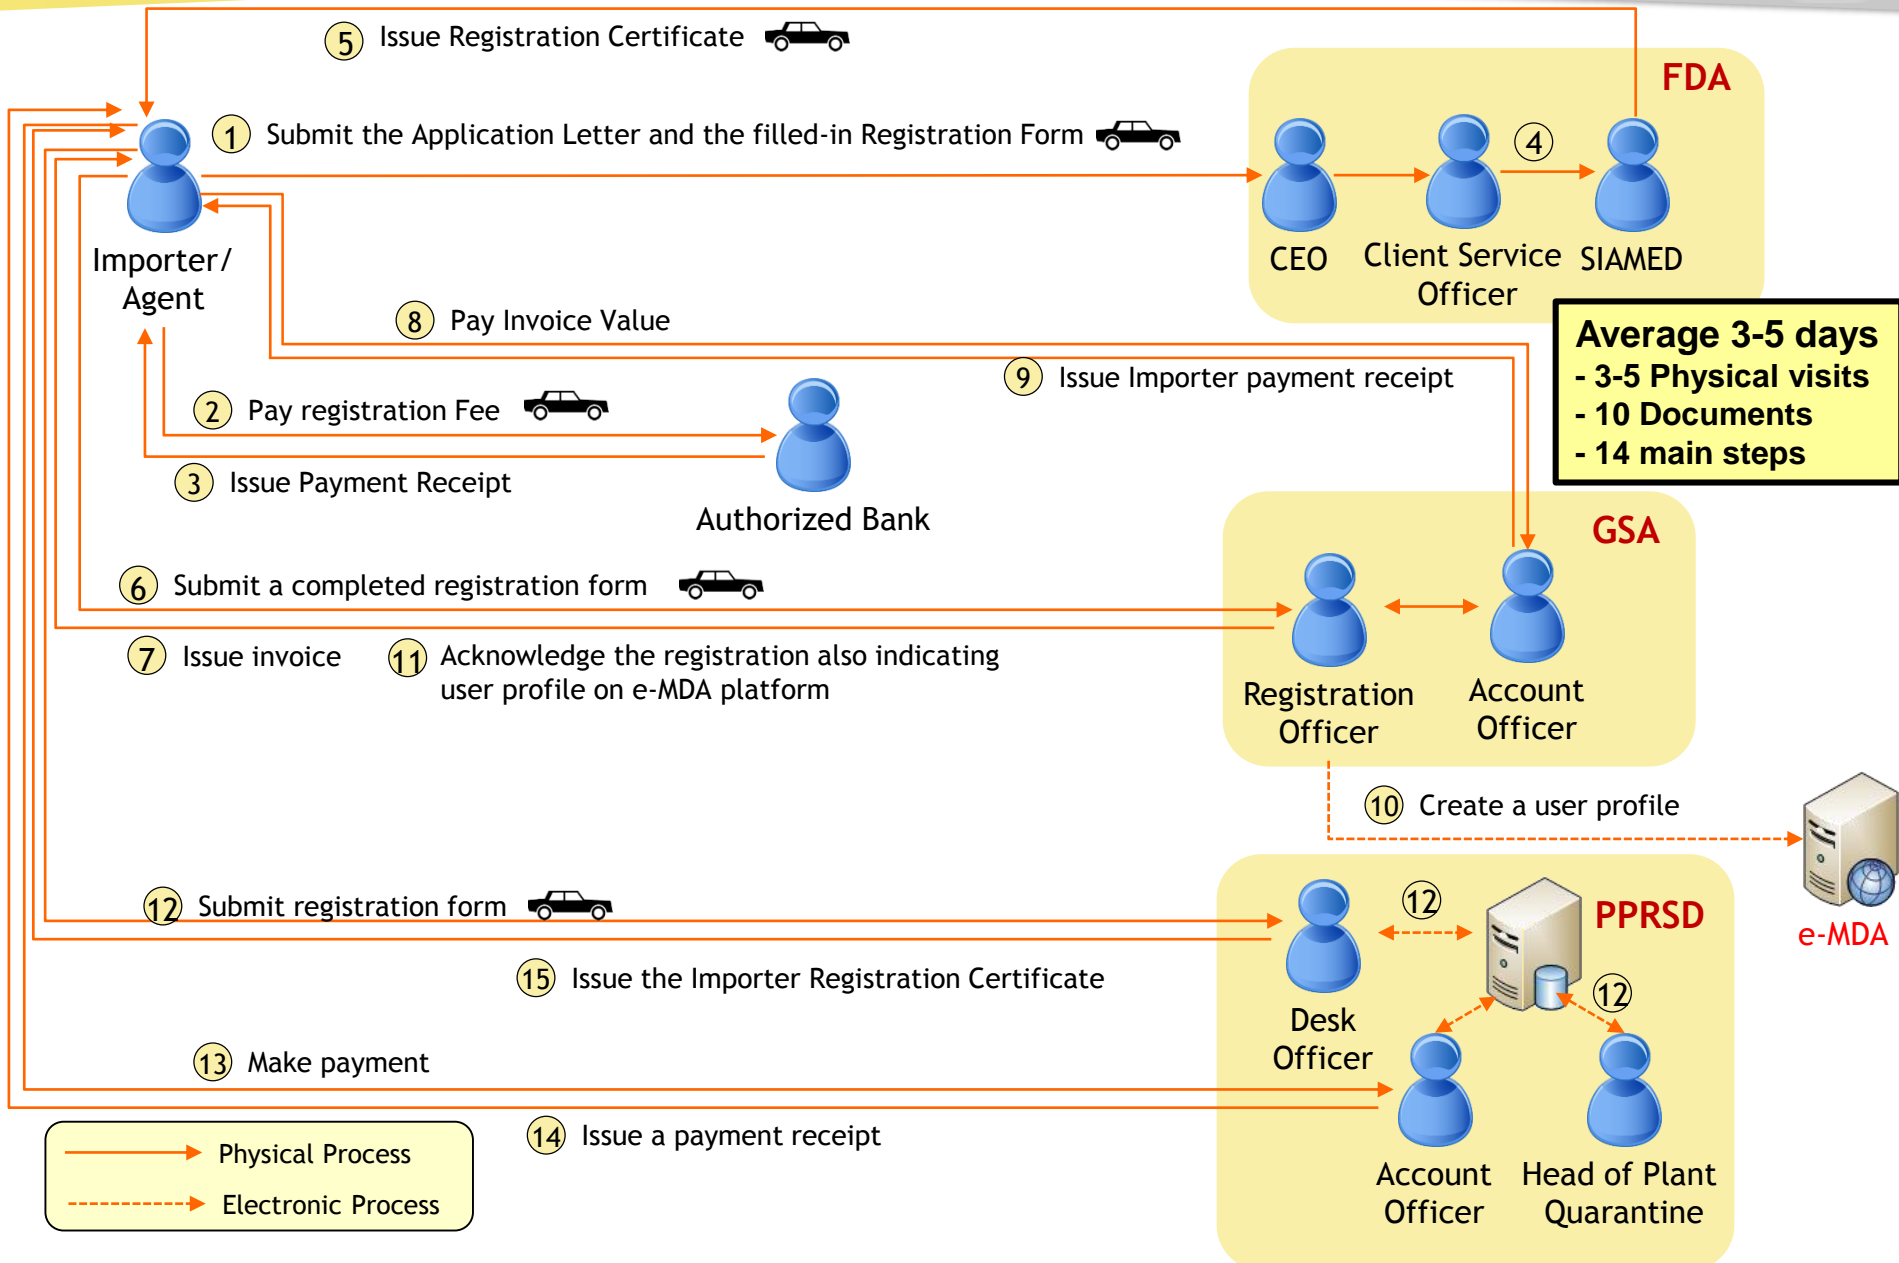 5 Issue Registration Certificate
FDA
1 Submit the Application Letter and the filled-in Registration Form
4
Importer/
Agent
CEO
Client Service
Officer
SIAMED
8 Pay Invoice Value
Average 3-5 days
- 3-5 Physical visits
- 10 Documents
- 14 main steps
9 Issue Importer payment receipt
2 Pay registration Fee
3 Issue Payment Receipt
Authorized Bank
GSA
6 Submit a completed registration form
7 Issue invoice
11 Acknowledge the registration also indicating
user profile on e-MDA platform
Registration
Officer
Account
Officer
10 Create a user profile
e-MDA
12 Submit registration form
12
PPRSD
15 Issue the Importer Registration Certificate
12
Desk
Officer
13 Make payment
14 Issue a payment receipt
Account
Officer
Head of Plant
Quarantine
Physical Process
Electronic Process